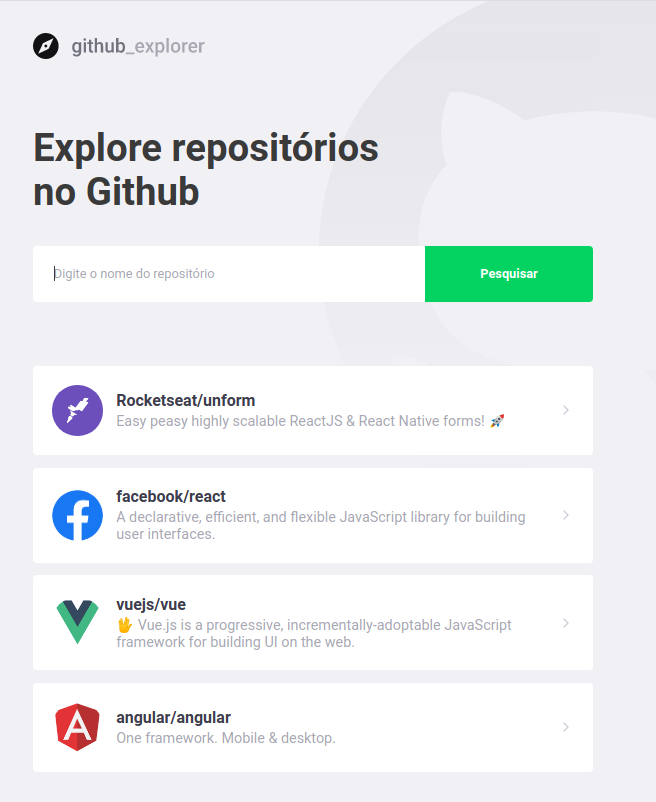 github_explorer
Explore repositórios
no Github
Digite o nome do repositório
Pesquisar
Rocketseat/unform
Easy peasy highly scalable ReactJS & React Native forms! 🚀
facebook/react
A declarative, efficient, and flexible JavaScript library for building
user interfaces.
vuejs/vue
🖖 Vue.js is a progressive, incrementally-adoptable JavaScript
framework for building UI on the web.
angular/angular
One framework. Mobile & desktop.